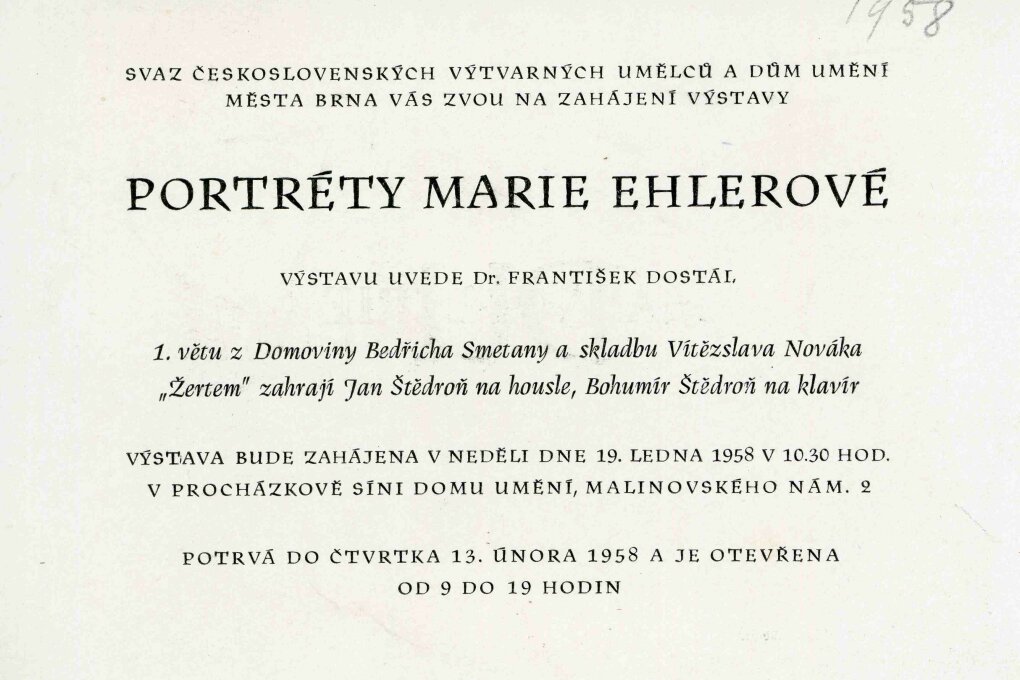 1958
SVAZ ČESKOSLOVENSKÝCH VÝTVARNÝCH UMĚLCŮ A DŮM UMĚNÍ
MĚSTA BRNA VÁS ZVOU NA ZAHÁJENÍ VÝSTAVY
PORTRÉTY MARIE EHLEROVÉ
VÝSTAVU UVEDE Dr. FRANTIŠEK DOSTÁL
1. větu z Domoviny Bedřicha Smetany a skladbu Vítězslava Nováka
„Žertem" zahrají Jan Štědroň na housle, Bohumír Štědroň na klavír
VÝSTAVA BUDE ZAHÁJENA V NEDĚLI DNE 19. LEDNA 1958 V 10.30 HOD.
V PROCHÁZKOVĚ SÍNI DOMU UMĚNÍ, MALINOVSKÉHO NÁM. 2
POTRVÁ DO ČTVRTKA 13. ÚNORA 1958 A JE OTEVŘENA
OD 9 DO 19 HODIN